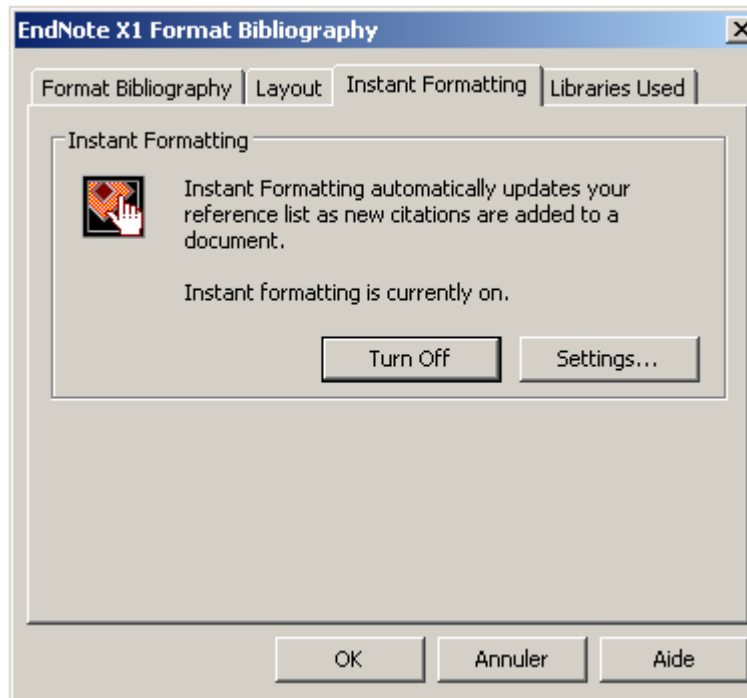 EndNote X1 Format Bibliography
Format Bibliography Layout Instant Formatting Libraries Used
Instant Formatting
Instant Formatting automatically updates your
reference list as new citations are added to a
document.
Instant formatting is currently on.
Turn Off Settings...
OK Annuler Aide